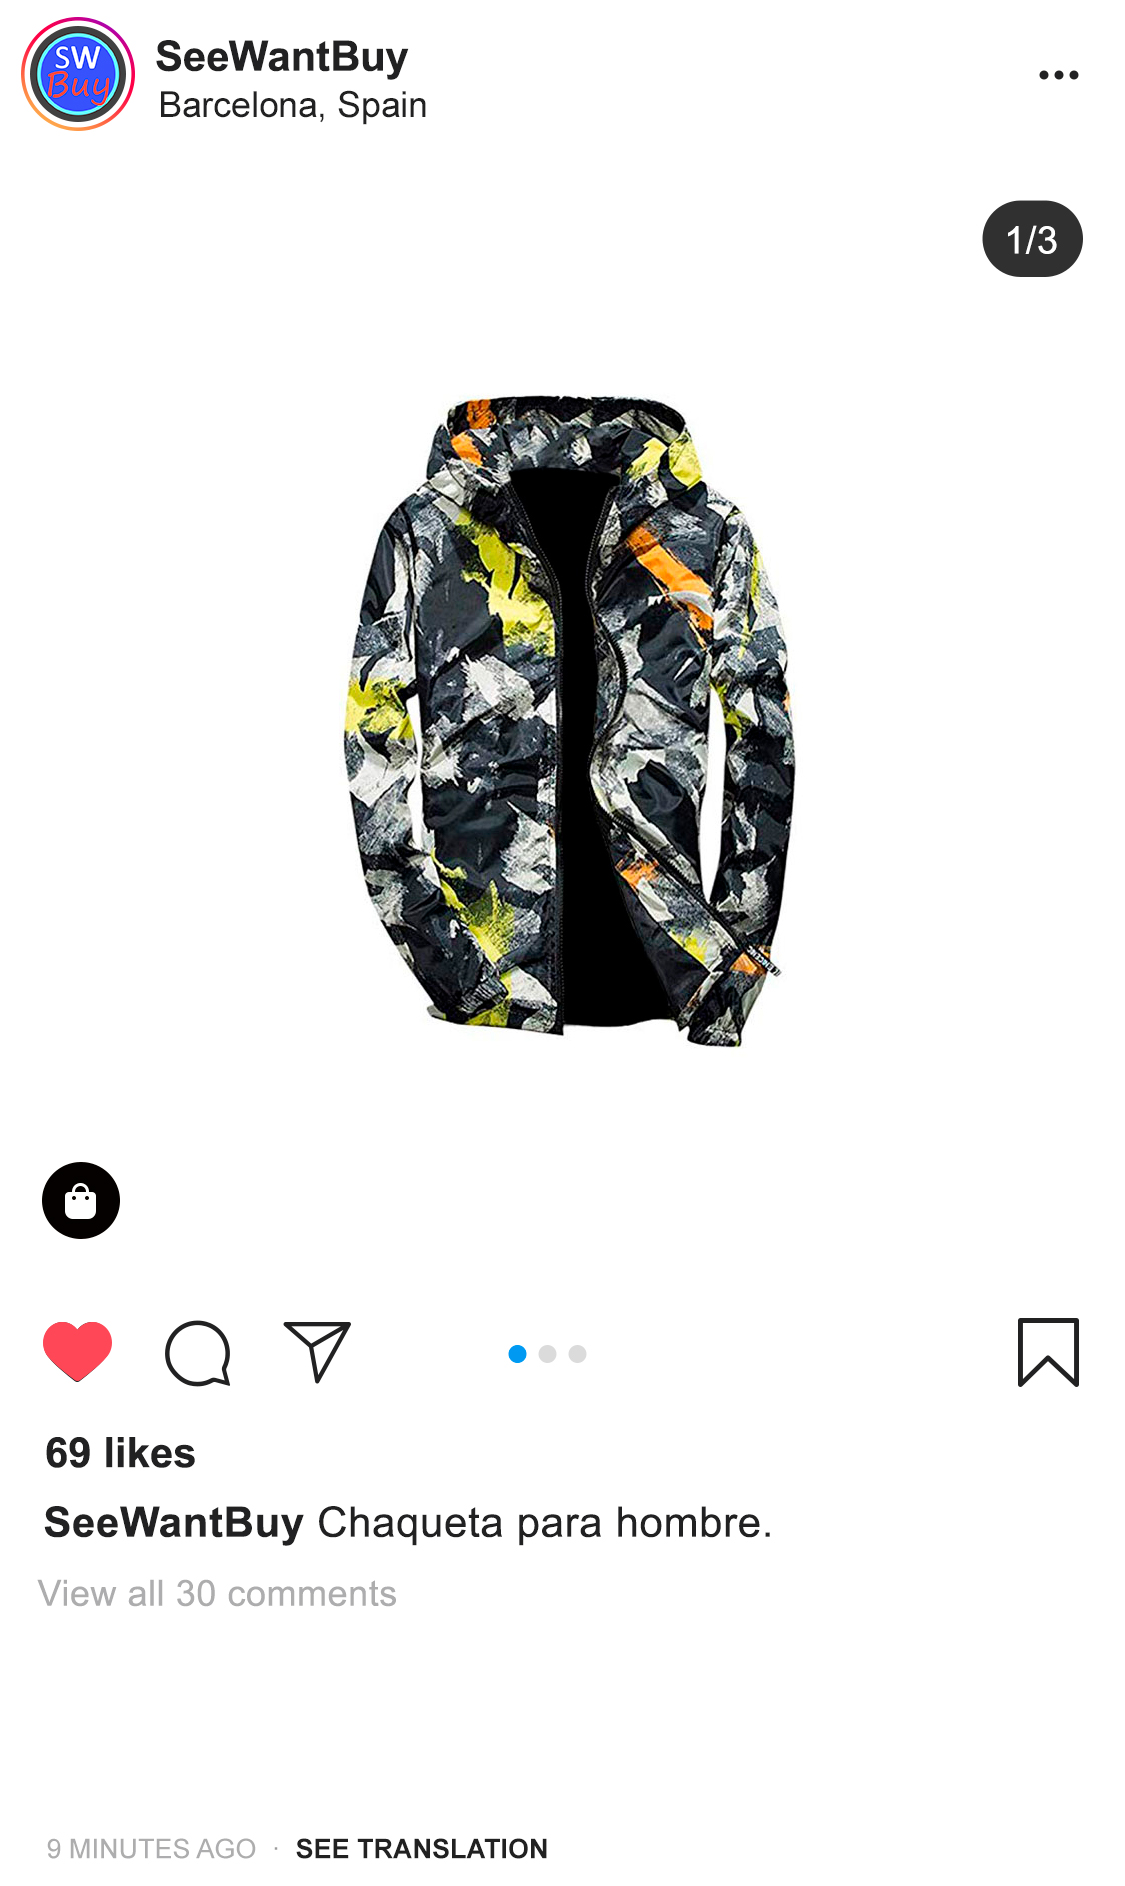 SW
Buy
SeeWantBuy
Barcelona, Spain
1/3
69 likes
SeeWantBuy Chaqueta para hombre.
View all 30 comments
9 MINUTES AGO · SEE TRANSLATION